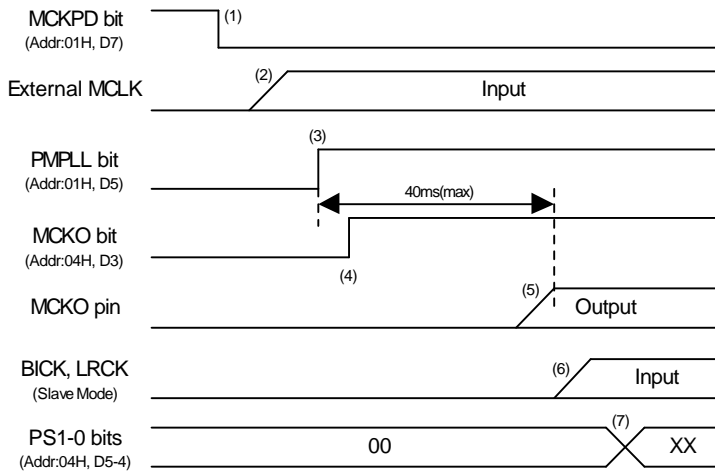 MCKPD bit
(Addr:01H, D7)
(1)
External MCLK
(2)
Input
(3)
PMPLL bit
(Addr:01H, D5)
40ms(max)
MCKO bit
(Addr:04H, D3)
(4)
MCKO pin
(5)
Output
BICK, LRCK
(Slave Mode)
(6)
Input
PS1-0 bits
(Addr:04H, D5-4)
00
(7)
XX